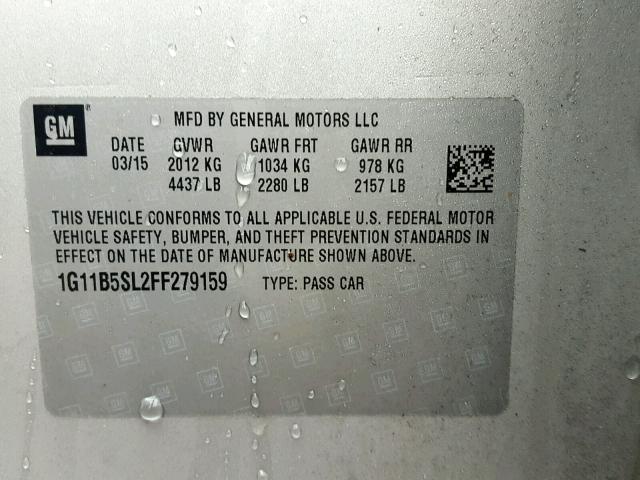 GM
MFD BY GENERAL MOTORS LLC
DATE GVWR GAWR FRT GAWR RR
03/15 2012 KG 1034 KG 978 KG
4437 LB 2280 LB 2157 LB
THIS VEHICLE CONFORMS TO ALL APPLICABLE U.S. FEDERAL MOTOR
VEHICLE SAFETY, BUMPER, AND THEFT PREVENTION STANDARDS IN
EFFECT ON THE DATE OF MANUFACTURE SHOWN ABOVE.
1G11B5SL2FF279159 TYPE: PASS CAR